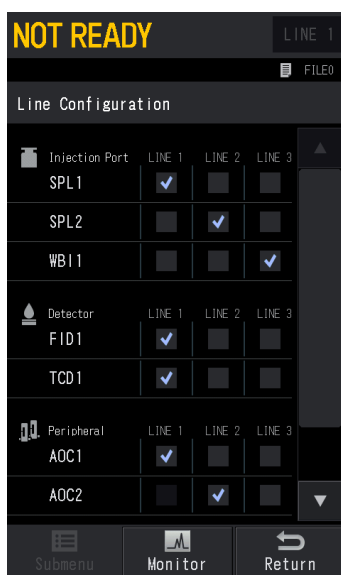 NOT READY LINE 1
FILE0
Line Configuration
Injection Port LINE 1 LINE 2 LINE 3
SPL1
SPL2
WBI1
Detector LINE 1 LINE 2 LINE 3
FID1
TCD1
Peripheral LINE 1 LINE 2 LINE 3
AOC1
AOC2
Submenu Monitor Return